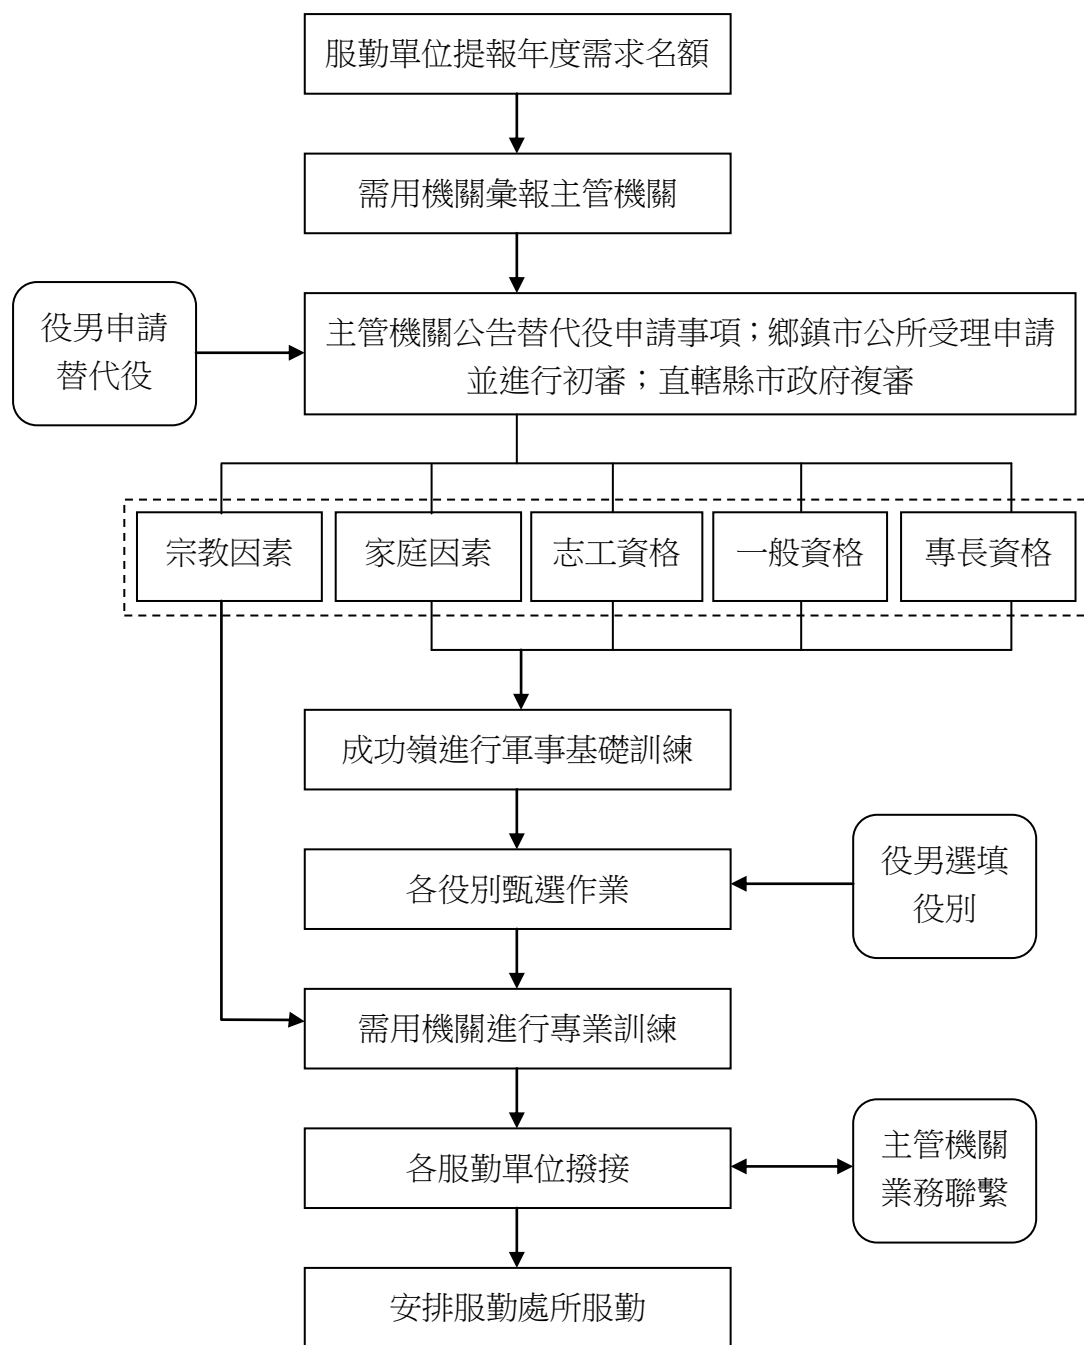 服勤單位提報年度需求名額
需用機關彙報主管機關
役男申請
替代役
主管機關公告替代役申請事項；鄉鎮市公所受理申請
並進行初審；直轄縣市政府複審
宗教因素
家庭因素
志工資格
一般資格
專長資格
成功嶺進行軍事基礎訓練
各役別甄選作業
役男選填
役別
需用機關進行專業訓練
各服勤單位撥接
主管機關
業務聯繫
安排服勤處所服勤